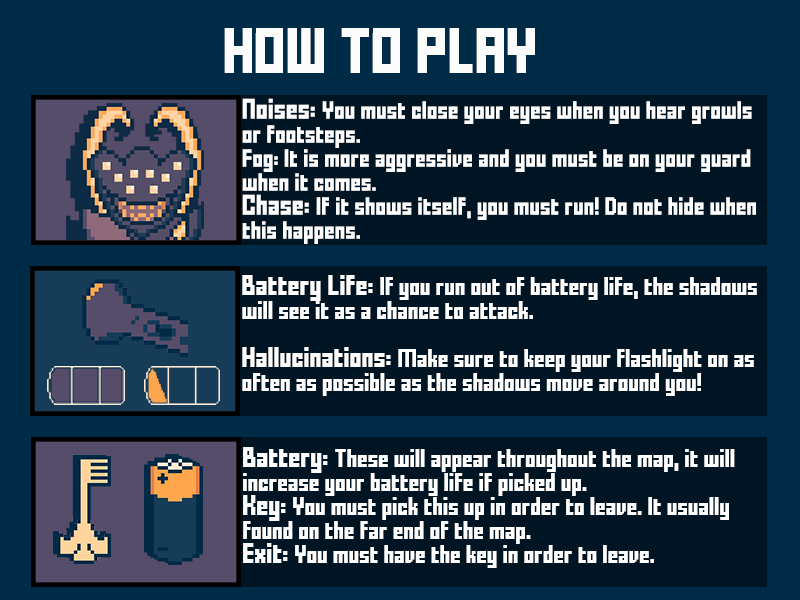 HOW TO PLAY
Noises: You must close your eyes when you hear growls
or footsteps.
Fog: It is more aggressive and you must be on your guard
when it comes.
Chase: If it shows itself, you must run! Do not hide when
this happens.
Battery Life: If you run out of battery life, the shadows
will see it as a chance to attack.
Hallucinations: Make sure to keep your flashlight on as
often as possible as the shadows move around you!
Battery: These will appear throughout the map, it will
increase your battery life if picked up.
Key: You must pick this up in order to leave. It usually
found on the far end of the map.
Exit: You must have the key in order to leave.